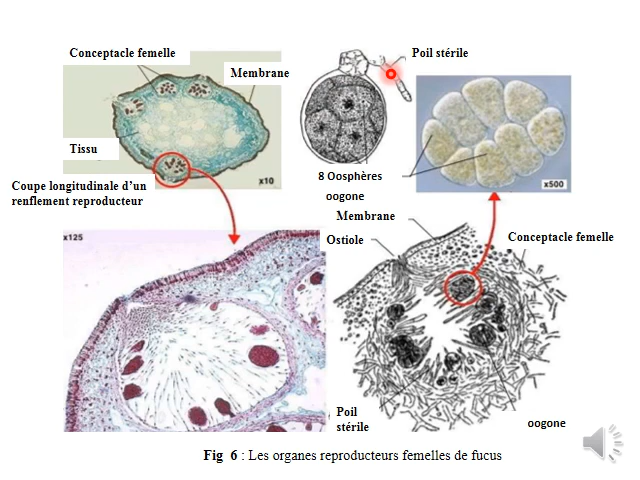 Conceptacle femelle
Membrane
Tissu
Coupe longitudinale d’un
renflement reproducteur
x10
Poil stérile
8 Oosphères
oogone
x500
Membrane
Ostiole
Conceptacle femelle
x125
Poil
stérile
oogone
Fig 6 : Les organes reproducteurs femelles de fucus